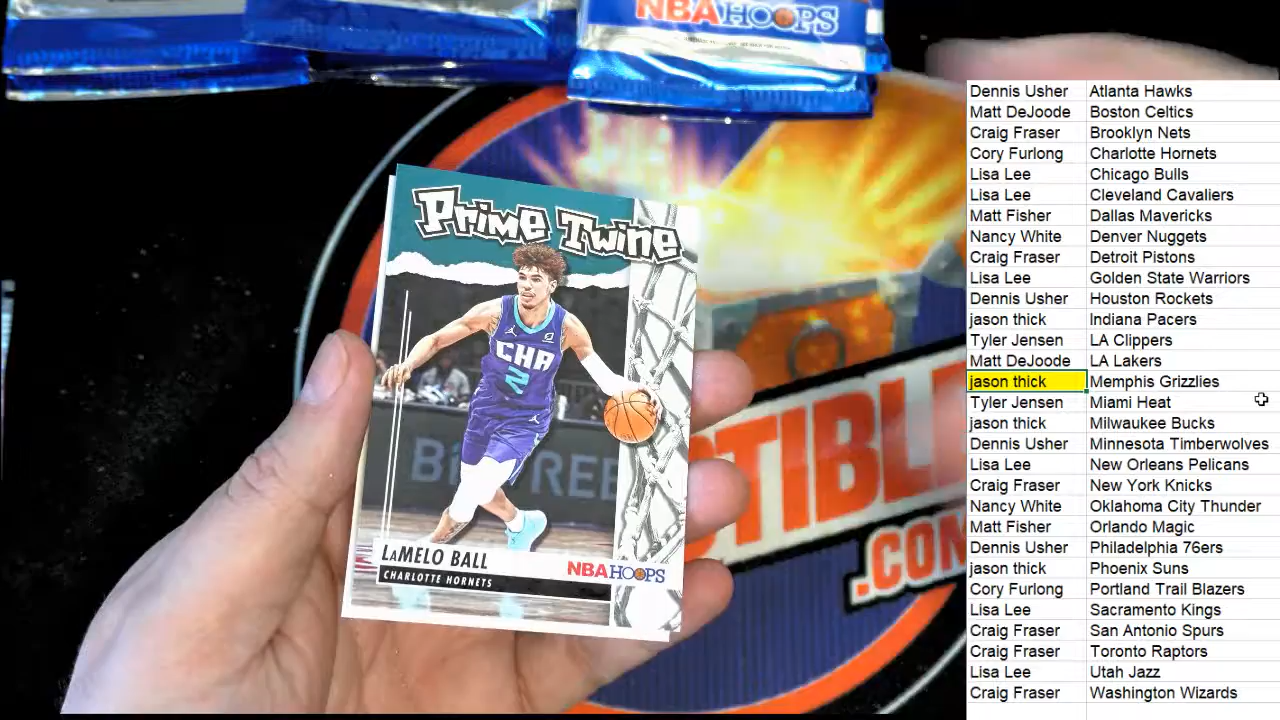 NBA HOOPS
Prime Twine
CHA
2
LAMELO BALL
CHARLOTTE HORNETS
NBA HOOPS
TIBLE
.COM
Dennis Usher Atlanta Hawks
Matt DeJoode Boston Celtics
Craig Fraser Brooklyn Nets
Cory Furlong Charlotte Hornets
Lisa Lee Chicago Bulls
Lisa Lee Cleveland Cavaliers
Matt Fisher Dallas Mavericks
Nancy White Denver Nuggets
Craig Fraser Detroit Pistons
Lisa Lee Golden State Warriors
Dennis Usher Houston Rockets
jason thick Indiana Pacers
Tyler Jensen LA Clippers
Matt DeJoode LA Lakers
jason thick Memphis Grizzlies
Tyler Jensen Miami Heat
jason thick Milwaukee Bucks
Dennis Usher Minnesota Timberwolves
Lisa Lee New Orleans Pelicans
Craig Fraser New York Knicks
Nancy White Oklahoma City Thunder
Matt Fisher Orlando Magic
Dennis Usher Philadelphia 76ers
jason thick Phoenix Suns
Cory Furlong Portland Trail Blazers
Lisa Lee Sacramento Kings
Craig Fraser San Antonio Spurs
Craig Fraser Toronto Raptors
Lisa Lee Utah Jazz
Craig Fraser Washington Wizards